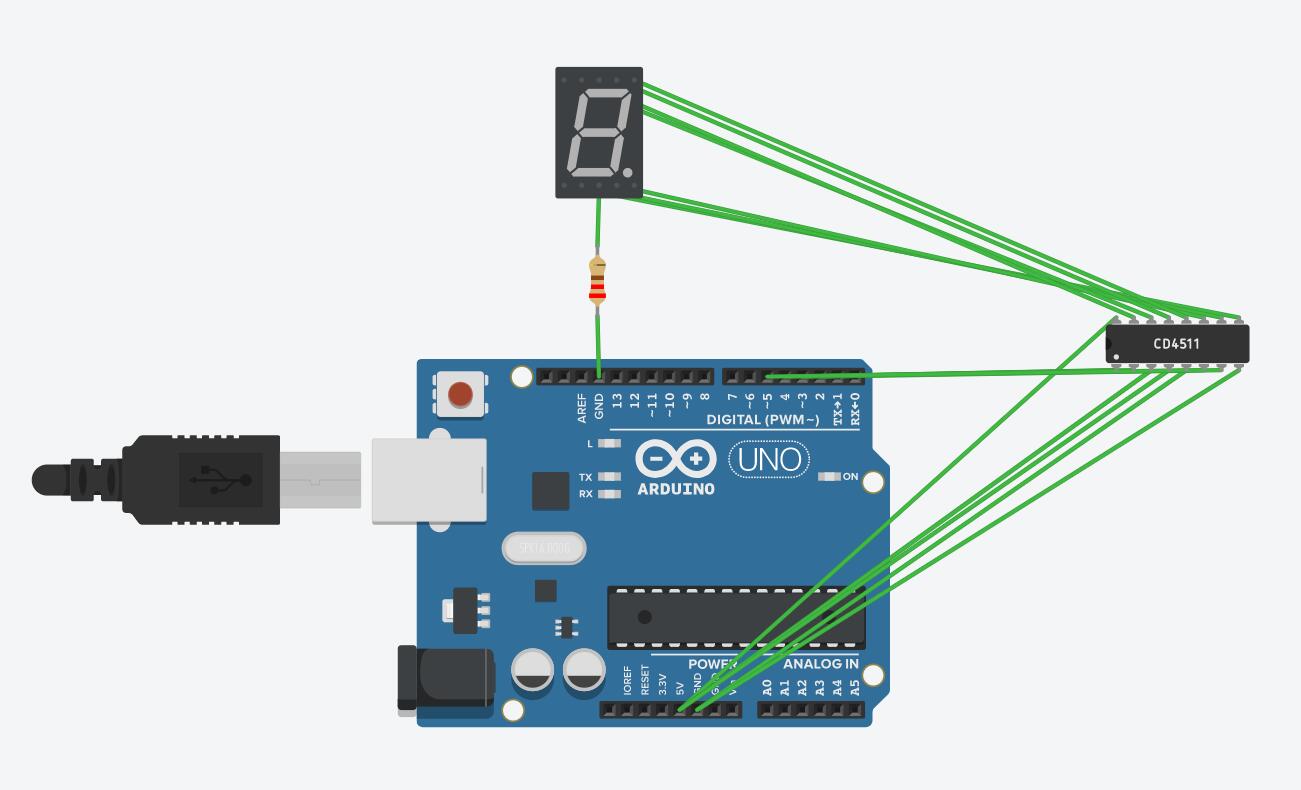 CD4511
AREF
GND
13
12
~11
~10
~9
8
7
~6
~5
4
~3
2
TX→1
RX←0
DIGITAL (PWM~)
L
TX
RX
ARDUINO
UNO
ON
SPK16.000G
POWER
ANALOG IN
IOREF
RESET
3.3V
5V
GND
A0
A1
A2
A3
A4
A5